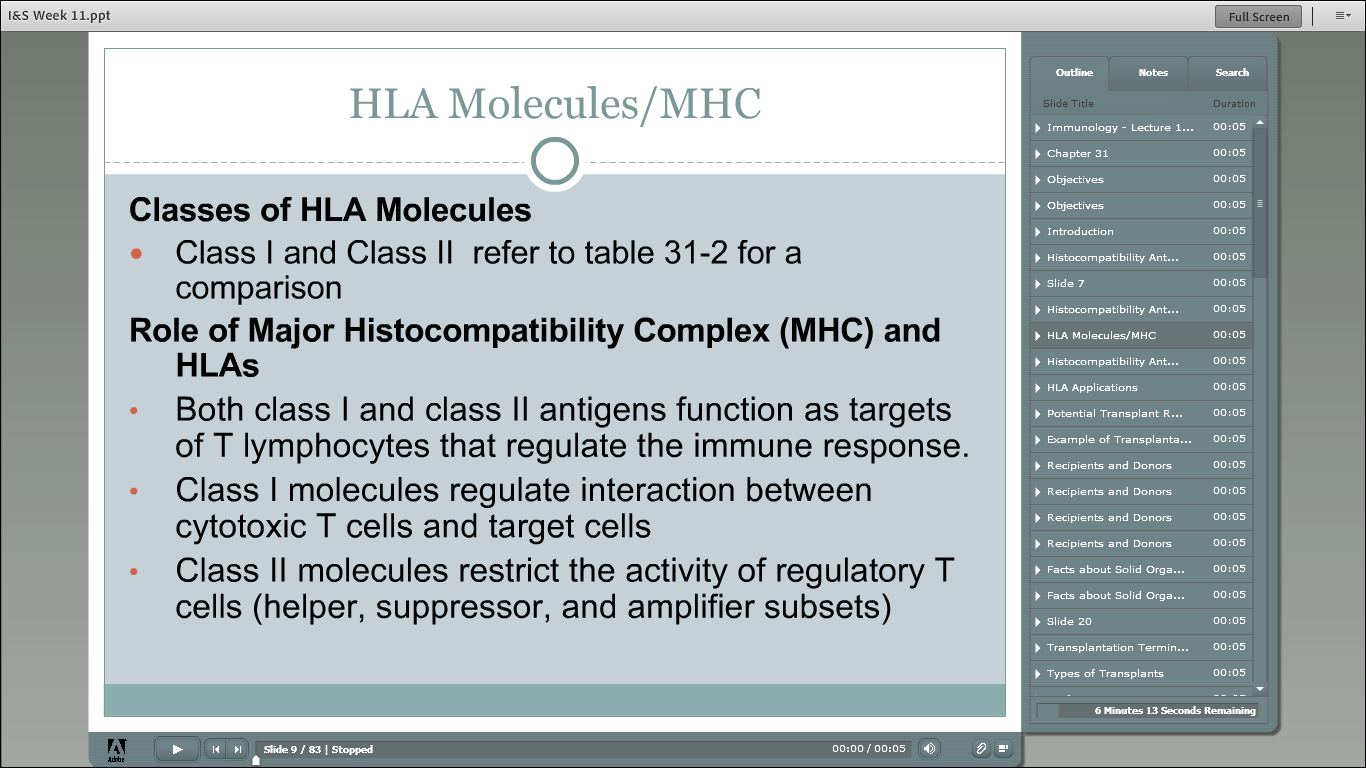 I&S Week 11.ppt
Full Screen
HLA Molecules/MHC
Classes of HLA Molecules
• Class I and Class II  refer to table 31-2 for a
comparison
Role of Major Histocompatibility Complex (MHC) and
HLAs
• Both class I and class II antigens function as targets
of T lymphocytes that regulate the immune response.
• Class I molecules regulate interaction between
cytotoxic T cells and target cells
• Class II molecules restrict the activity of regulatory T
cells (helper, suppressor, and amplifier subsets)
Outline Notes Search
Slide Title Duration
Immunology - Lecture 1... 00:05
Chapter 31 00:05
Objectives 00:05
Objectives 00:05
Introduction 00:05
Histocompatibility Ant... 00:05
Slide 7 00:05
Histocompatibility Ant... 00:05
HLA Molecules/MHC 00:05
Histocompatibility Ant... 00:05
HLA Applications 00:05
Potential Transplant R... 00:05
Example of Transplanta... 00:05
Recipients and Donors 00:05
Recipients and Donors 00:05
Recipients and Donors 00:05
Recipients and Donors 00:05
Facts about Solid Orga... 00:05
Facts about Solid Orga... 00:05
Slide 20 00:05
Transplantation Termin... 00:05
Types of Transplants 00:05
6 Minutes 13 Seconds Remaining
Adobe
Slide 9 / 83 | Stopped
00:00 / 00:05